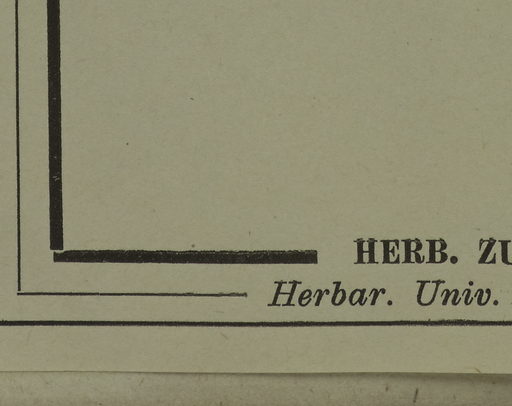 HERB. ZU
Herbar. Univ.